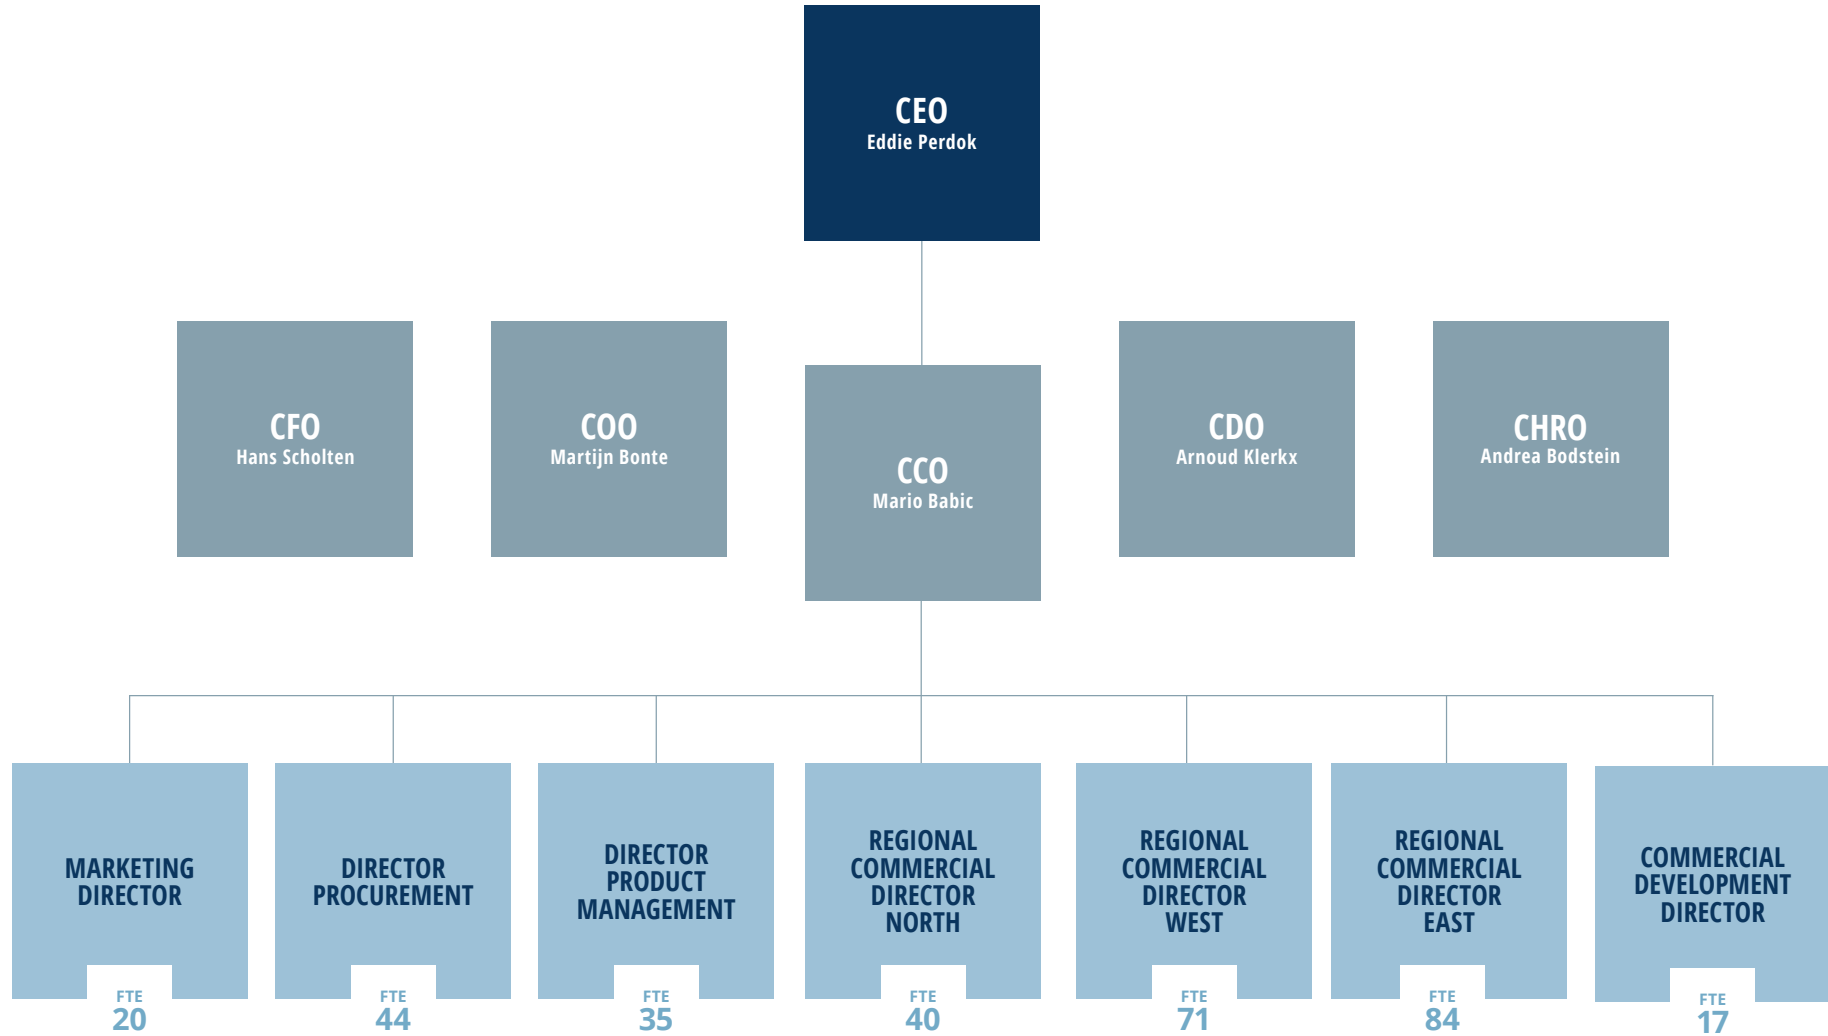 CEO
Eddie Perdok
CFO
Hans Scholten
COO
Martijn Bonte
CCO
Mario Babic
CDO
Arnoud Klerkx
CHRO
Andrea Bodstein
MARKETING
DIRECTOR
FTE
20
DIRECTOR
PROCUREMENT
FTE
44
DIRECTOR
PRODUCT
MANAGEMENT
FTE
35
REGIONAL
COMMERCIAL
DIRECTOR
NORTH
FTE
40
REGIONAL
COMMERCIAL
DIRECTOR
WEST
FTE
71
REGIONAL
COMMERCIAL
DIRECTOR
EAST
FTE
84
COMMERCIAL
DEVELOPMENT
DIRECTOR
FTE
17